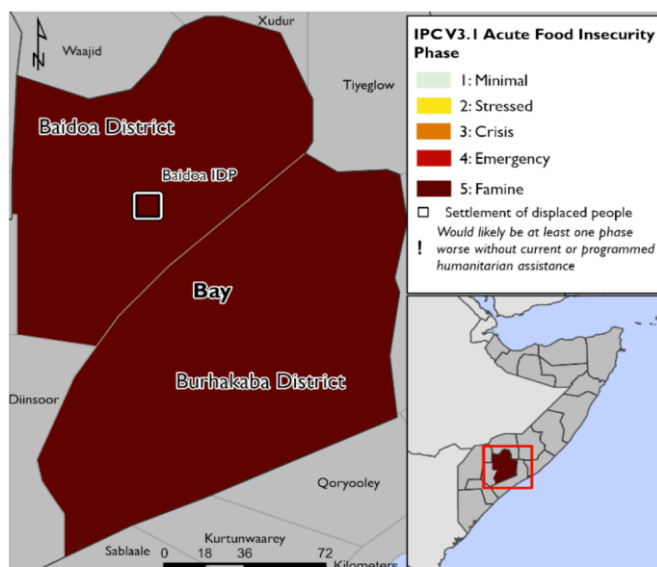 Xudur
Waajid
Tiyeglow
Baidoa District
Baidoa IDP
Bay
Burhakaba District
Diinsoor
Qoryooley
Kurtunwaarey
Sablaale
0 18 36 72
Kilometers
IPC V3.1 Acute Food Insecurity
Phase
1: Minimal
2: Stressed
3: Crisis
4: Emergency
5: Famine
Settlement of displaced people
Would likely be at least one phase
! worse without current or programmed
humanitarian assistance